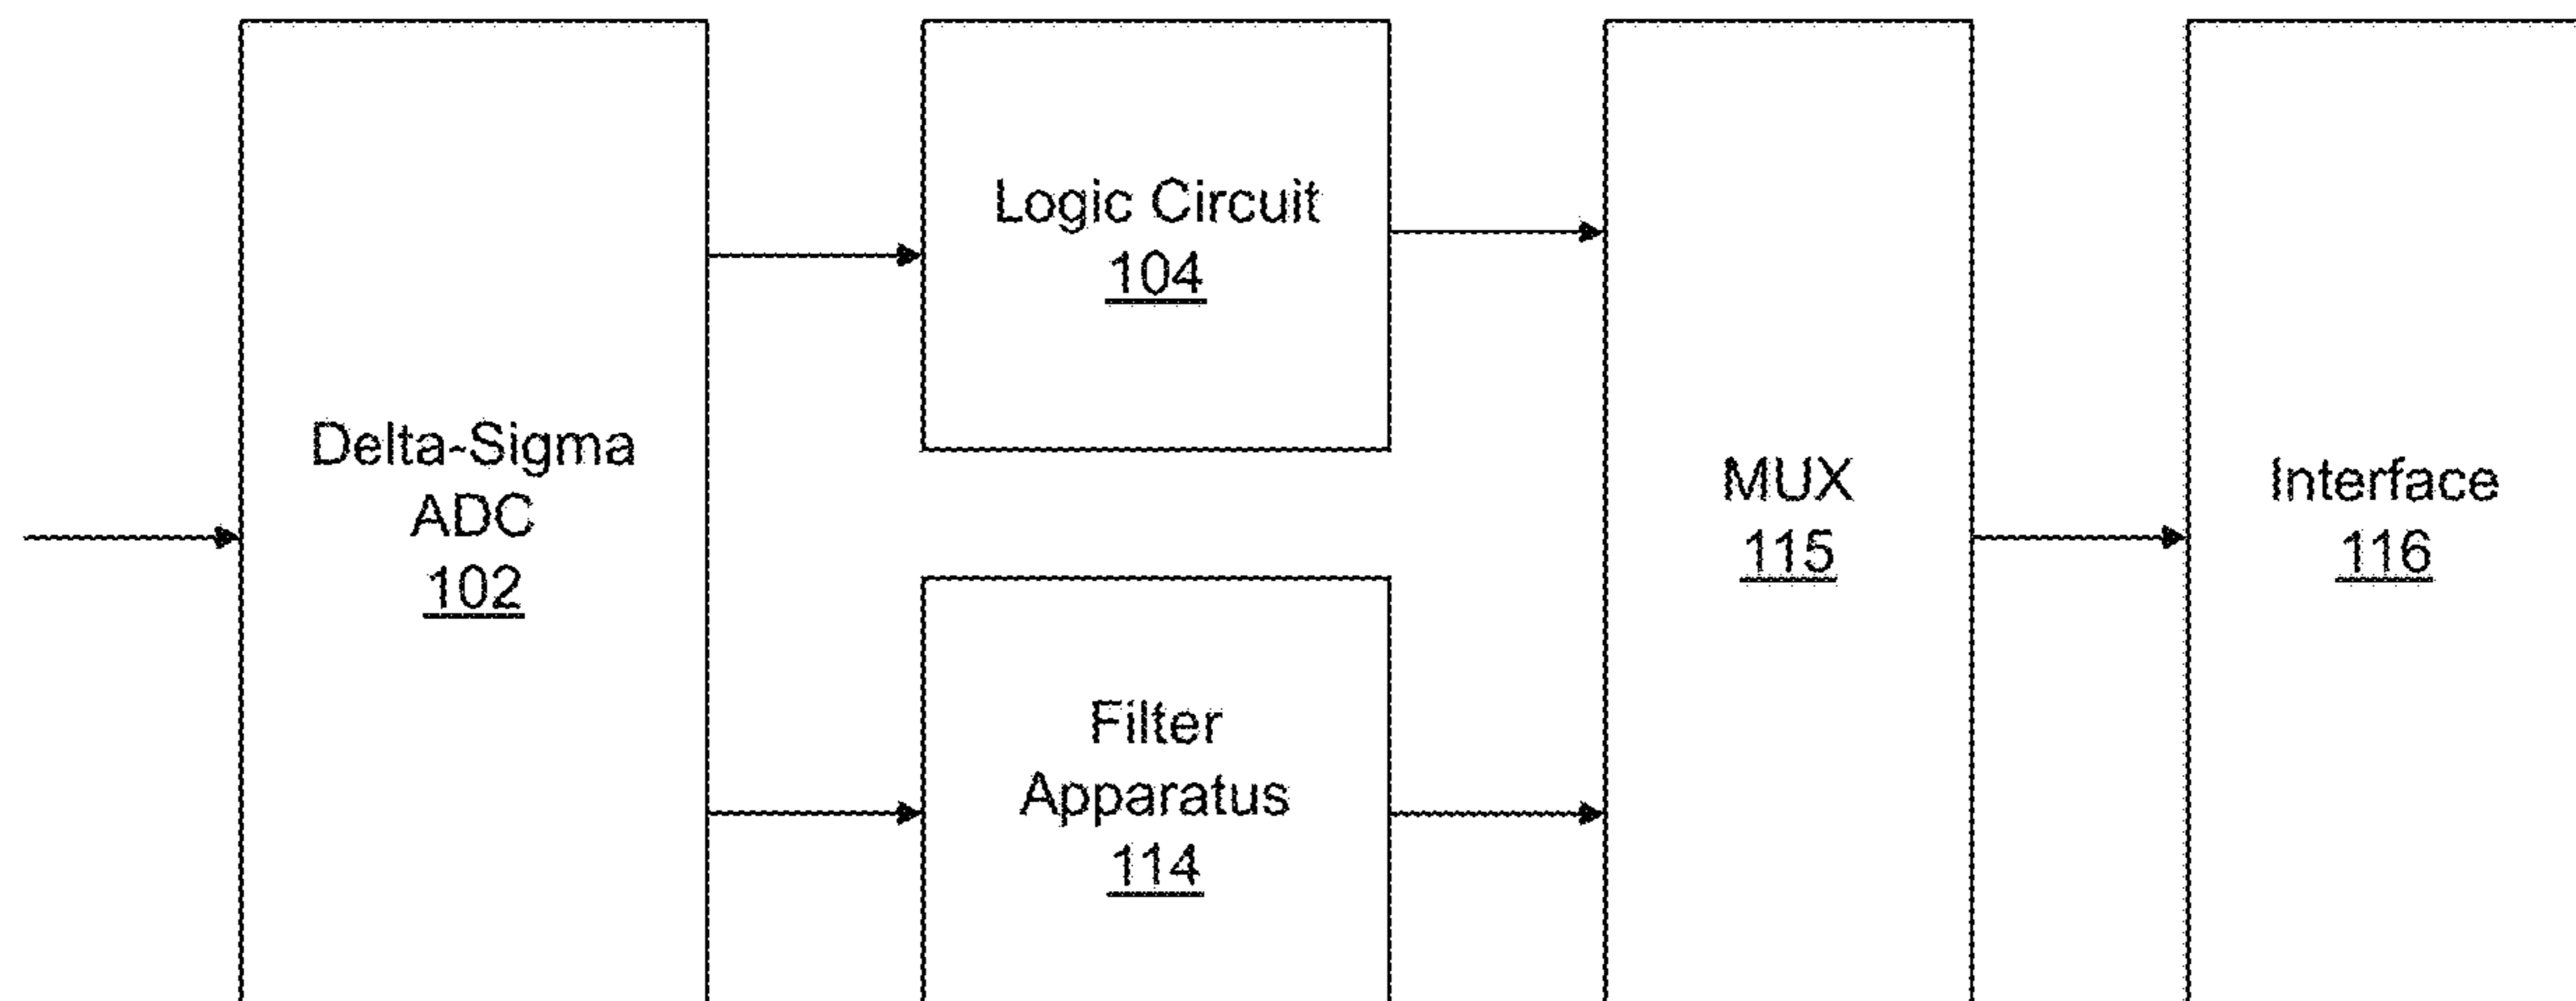 Delta-Sigma
ADC
102
Logic Circuit
104
Filter
Apparatus
114
MUX
115
Interface
116